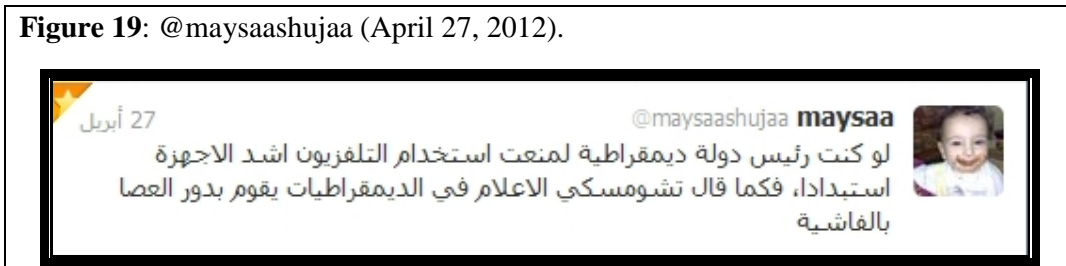 Figure 19: @maysaashujaa (April 27, 2012).
maysaa @maysaashujaa 27 أبريل
لو كنت رئيس دولة ديمقراطية لمنعت استخدام التلفزيون اشد الاجهزة
استبدادا، فكما قال تشومسكي الاعلام في الديمقراطيات يقوم بدور العصا
بالفاشية